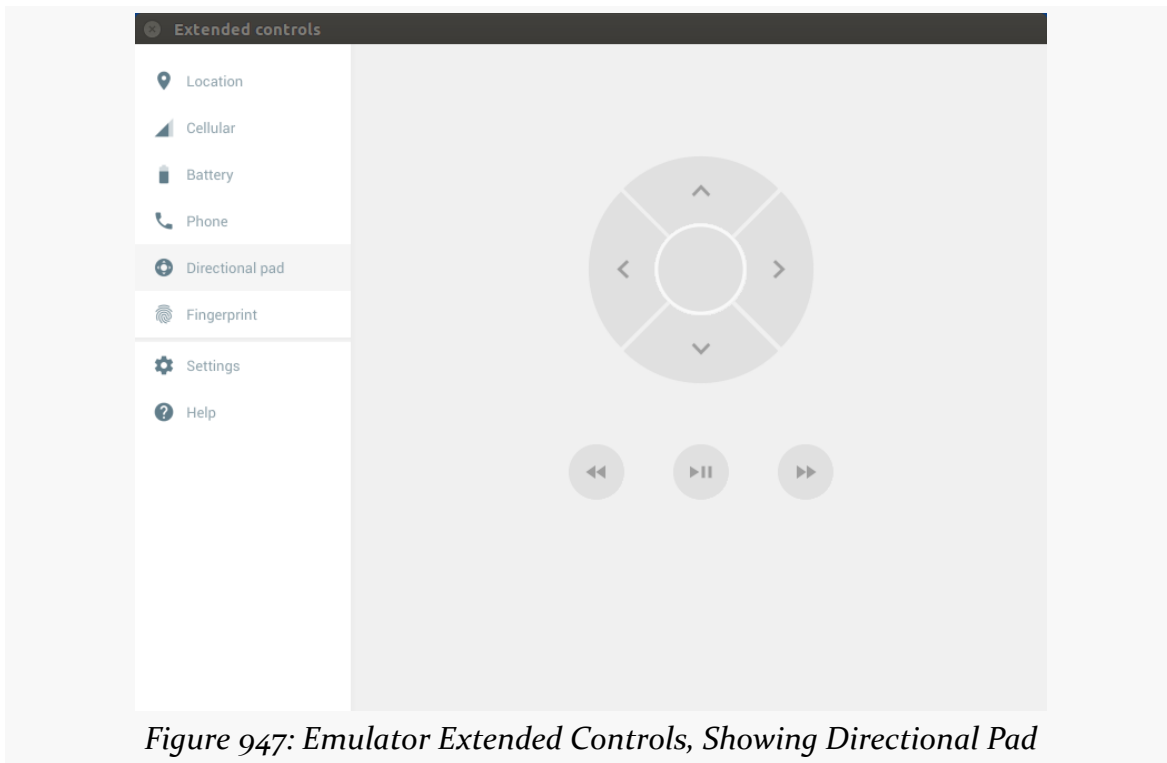 Extended controls
Location
Cellular
Battery
Phone
Directional pad
Fingerprint
Settings
Help
Figure 947: Emulator Extended Controls, Showing Directional Pad